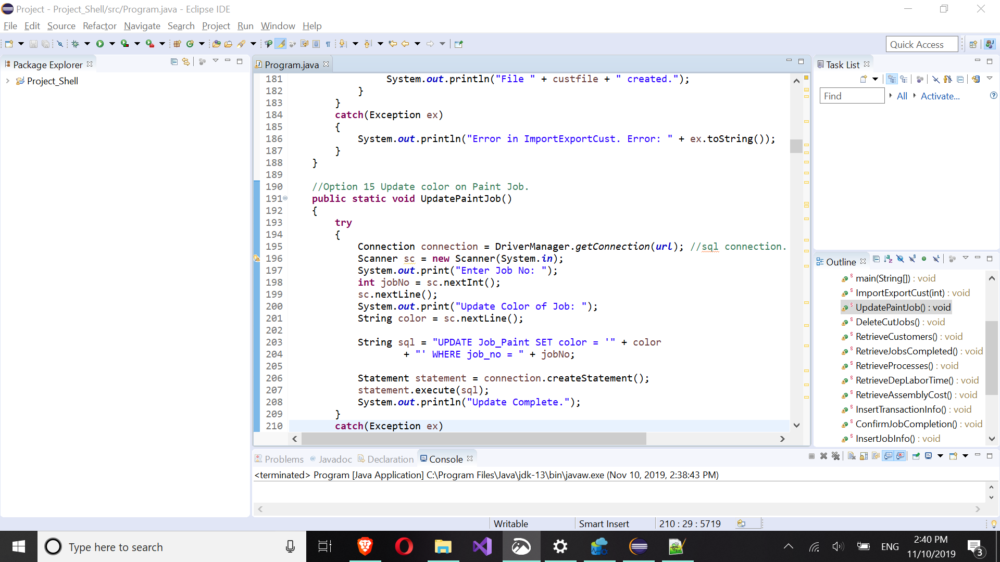 Project - Project_Shell/src/Program.java - Eclipse IDE
File Edit Source Refactor Navigate Search Project Run Window Help
Quick Access
Package Explorer
Project_Shell
Program.java
181 System.out.println("File " + custfile + " created.");
182 }
183 }
184 catch(Exception ex)
185 {
186 System.out.println("Error in ImportExportCust. Error: " + ex.toString());
187 }
188 }
189
190 //Option 15 Update color on Paint Job.
191 public static void UpdatePaintJob()
192 {
193 try
194 {
195 Connection connection = DriverManager.getConnection(url); //sql connection.
196 Scanner sc = new Scanner(System.in);
197 System.out.print("Enter Job No: ");
198 int jobNo = sc.nextInt();
199 sc.nextLine();
200 System.out.print("Update Color of Job: ");
201 String color = sc.nextLine();
202
203 String sql = "UPDATE Job_Paint SET color = '" + color
204 + "' WHERE job_no = " + jobNo;
205
206 Statement statement = connection.createStatement();
207 statement.execute(sql);
208 System.out.println("Update Complete.");
209 }
210 catch(Exception ex)
Task List
Find All Activate...
Outline
main(String[]) : void
ImportExportCust(int) : void
UpdatePaintJob() : void
DeleteCutJobs() : void
RetrieveCustomers() : void
RetrieveJobsCompleted() : void
RetrieveProcesses() : void
RetrieveDepLaborTime() : void
RetrieveAssemblyCost() : void
InsertTransactionInfo() : void
ConfirmJobCompletion() : void
InsertJobInfo() : void
Problems @ Javadoc Declaration Console
<terminated> Program [Java Application] C:\Program Files\Java\jdk-13\bin\javaw.exe (Nov 10, 2019, 2:38:43 PM)
Writable Smart Insert 210 : 29 : 5719
Type here to search
ENG
2:40 PM
11/10/2019
3